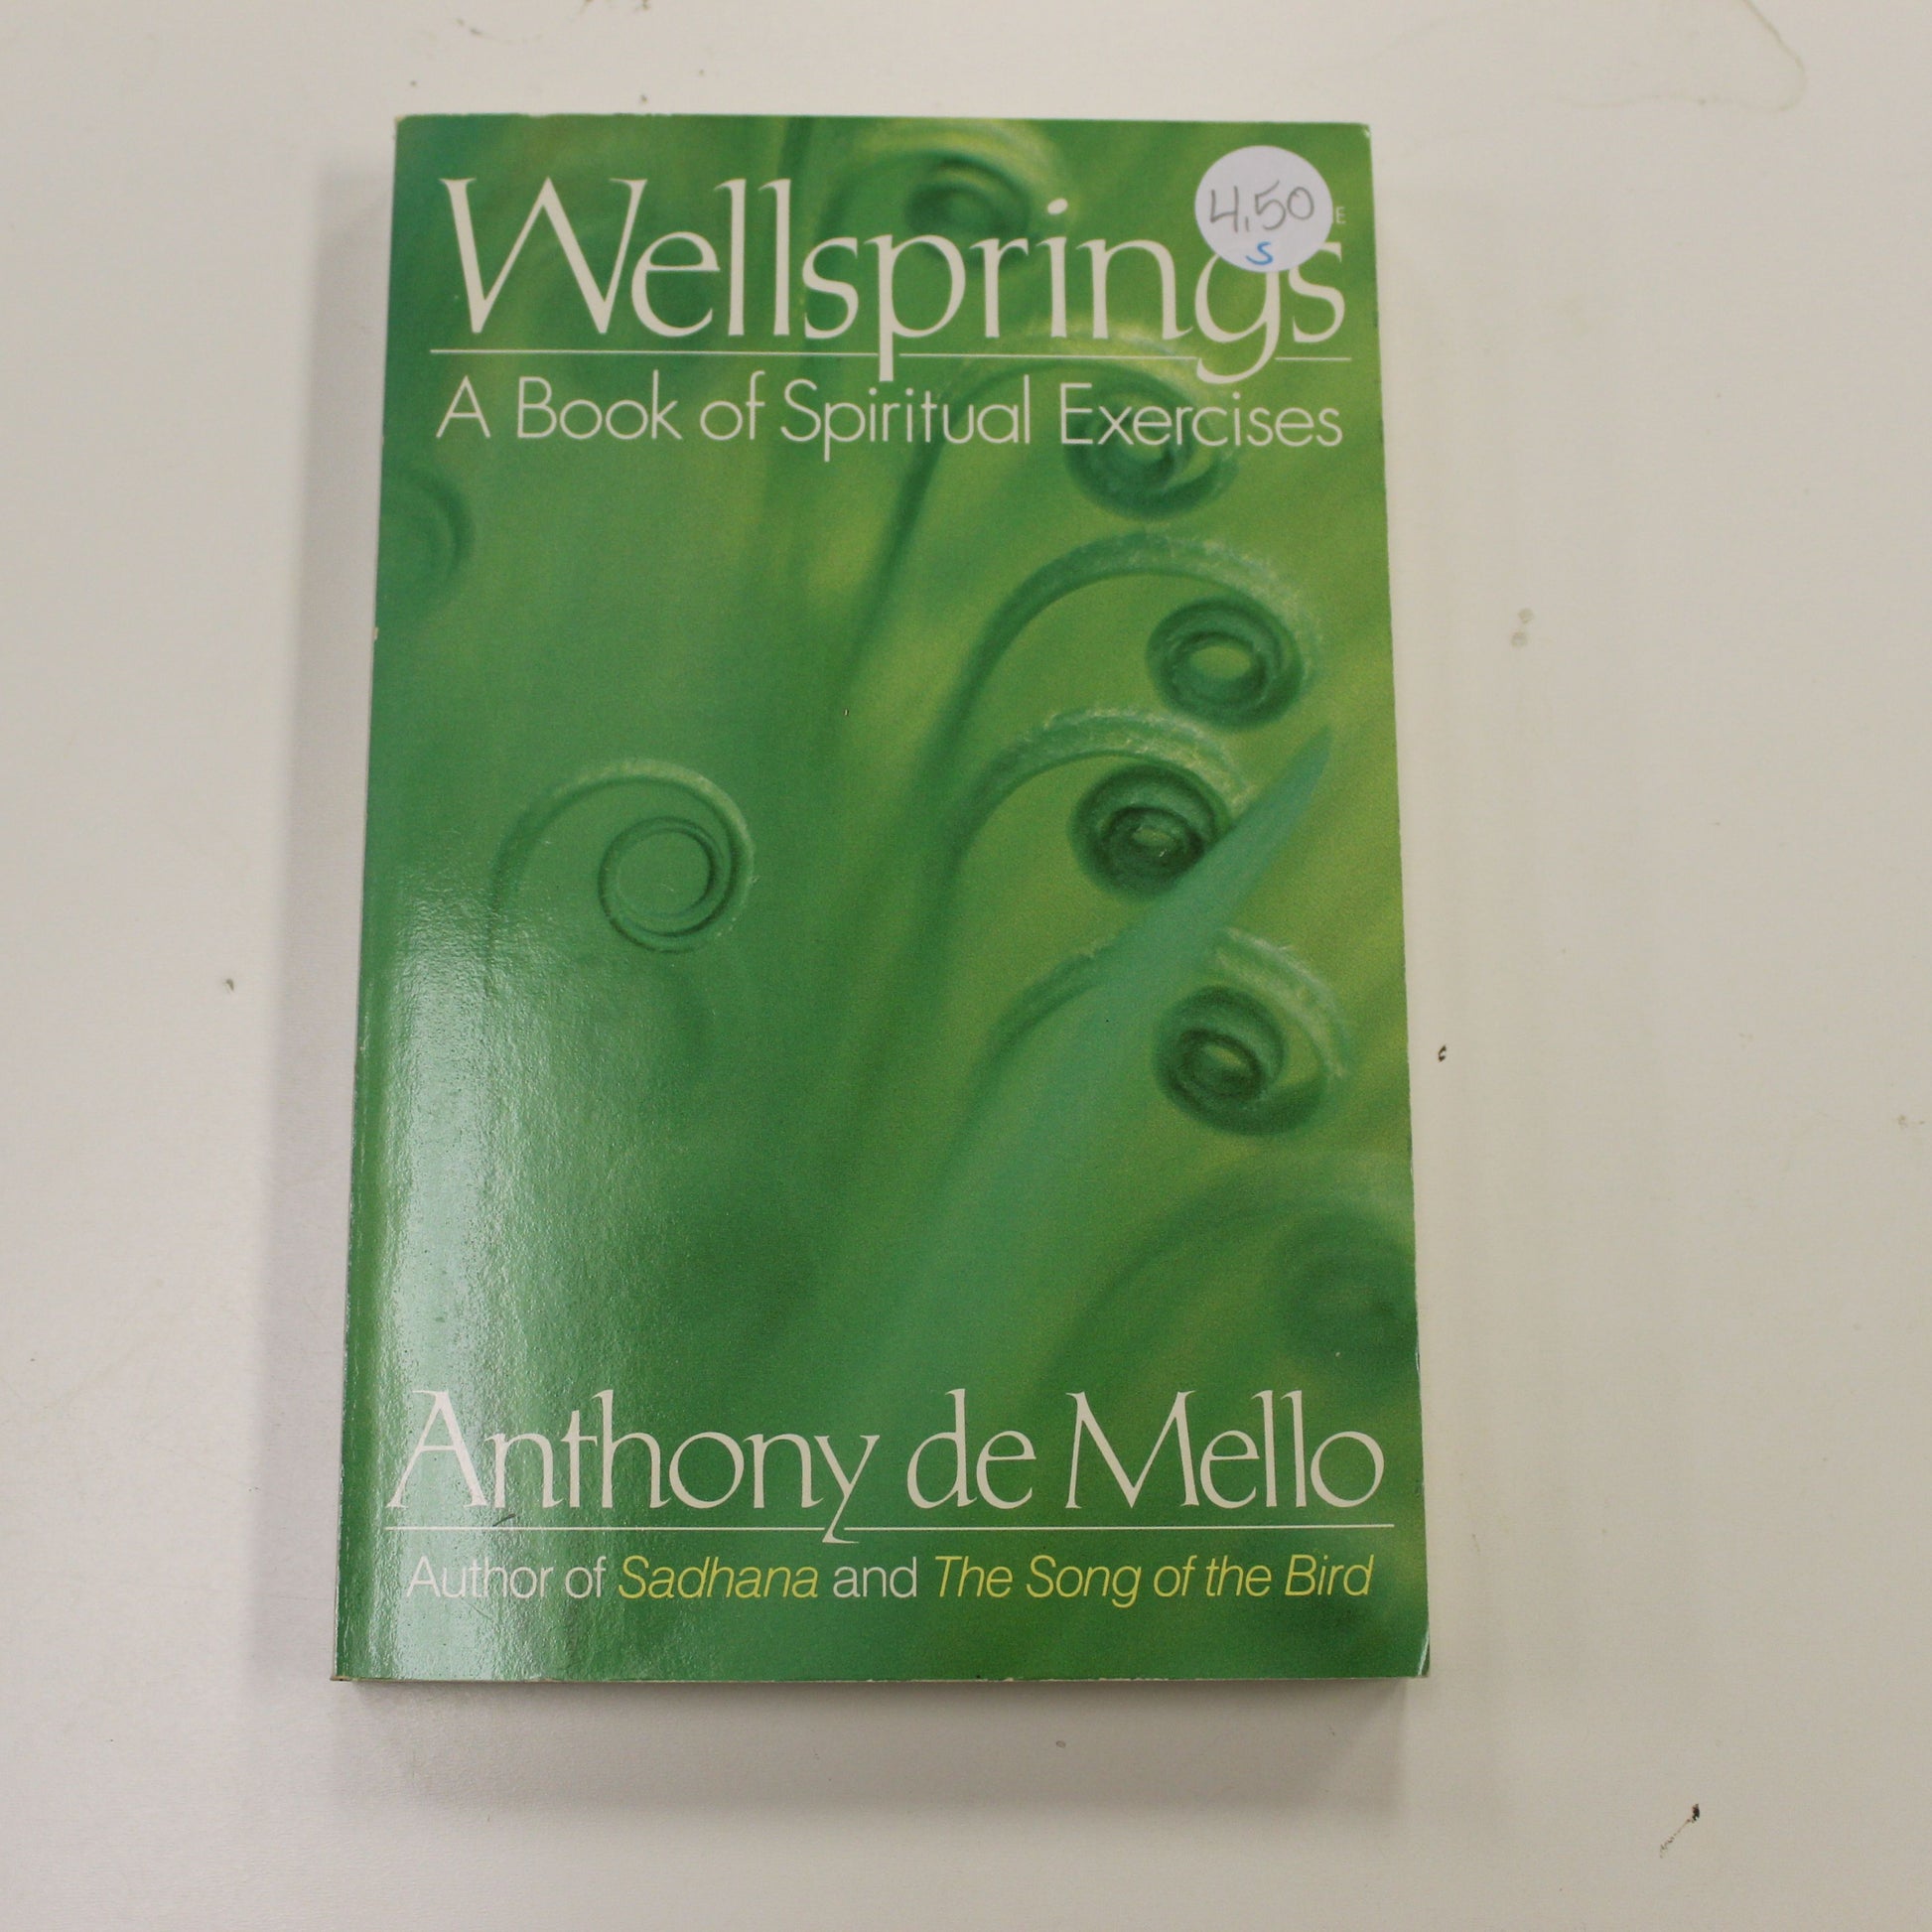 4.50
s
E
Wellsprings
A Book of Spiritual Exercises
Anthony de Mello
Author of Sadhana and The Song of the Bird